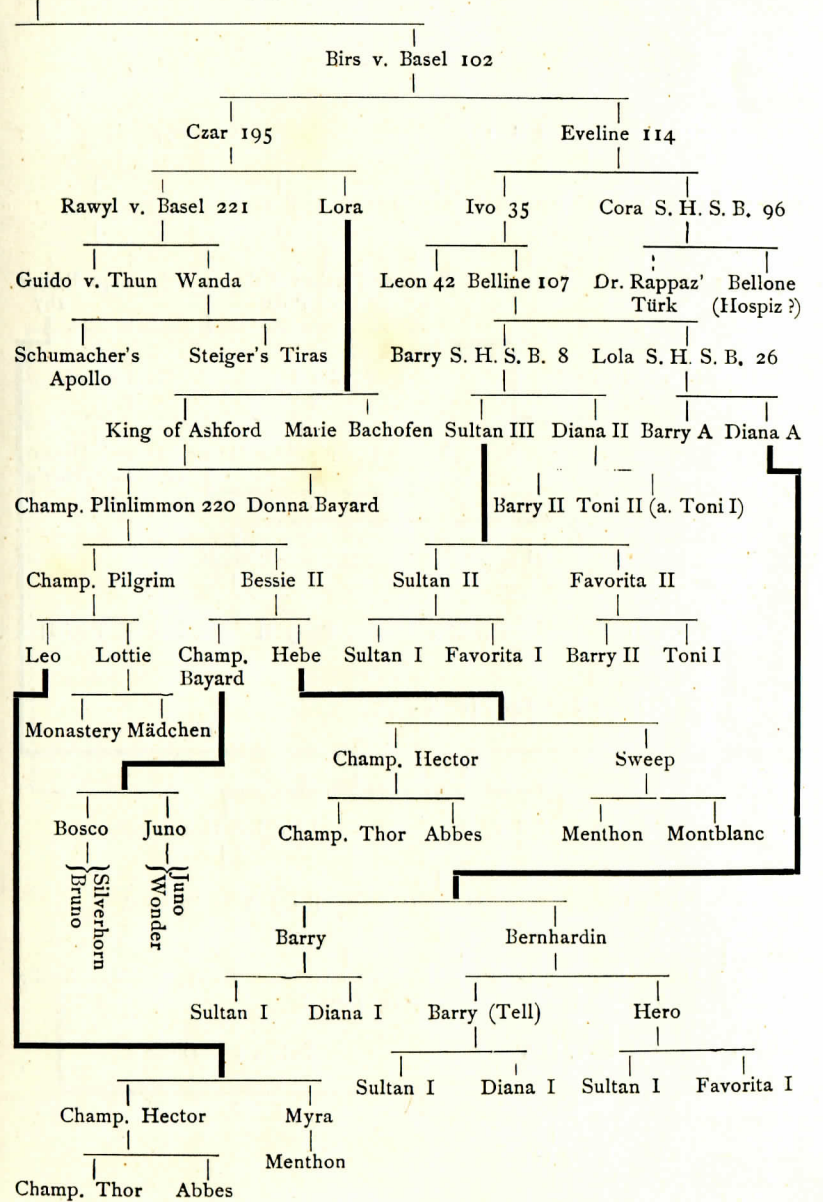 Birs v. Basel 102
Czar 195 Eveline 114
Rawyl v. Basel 221 Lora Ivo 35 Cora S. H. S. B. 96
Guido v. Thun Wanda Leon 42 Belline 107 Dr. Rappaz' Bellone
Türk (Hospiz ?)
Schumacher's Steiger's Tiras Barry S. H. S. B. 8 Lola S. H. S. B. 26
Apollo
King of Ashford Marie Bachofen Sultan III Diana II Barry A Diana A
Champ. Plinlimmon 220 Donna Bayard Barry II Toni II (a. Toni I)
Champ. Pilgrim Bessie II Sultan II Favorita II
Leo Lottie Champ. Hebe Sultan I Favorita I Barry II Toni I
Bayard
Monastery Mädchen
Champ. Hector Sweep
Bosco Juno Champ. Thor Abbes Menthon Montblanc
Silverhorn
Bruno
Juno
Wonder
Barry Bernhardin
Sultan I Diana I Barry (Tell) Hero
Sultan I Diana I Sultan I Favorita I
Champ. Hector Myra
Menthon
Champ. Thor Abbes